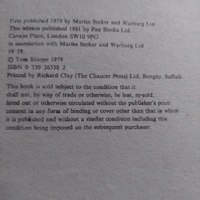 First published 1979 by Martin Secker and Warburg Ltd
This edition published 1981 by Pan Books Ltd
Cavaye Place, London SW10 9PG
in association with Martin Secker and Warburg Ltd
© Tom Sharpe 1979
ISBN 0 330
Printed by Richard Clay (The Chaucer Press) Ltd, Bungay, Suffolk
This book is sold subject to the condition that it
shall not, by way of trade or otherwise, be lent, re-sold,
hired out or otherwise circulated without the publisher's prior
consent in any form of binding or cover other than that in which
it is published and without a similar condition including this
condition being imposed on the subsequent purchaser